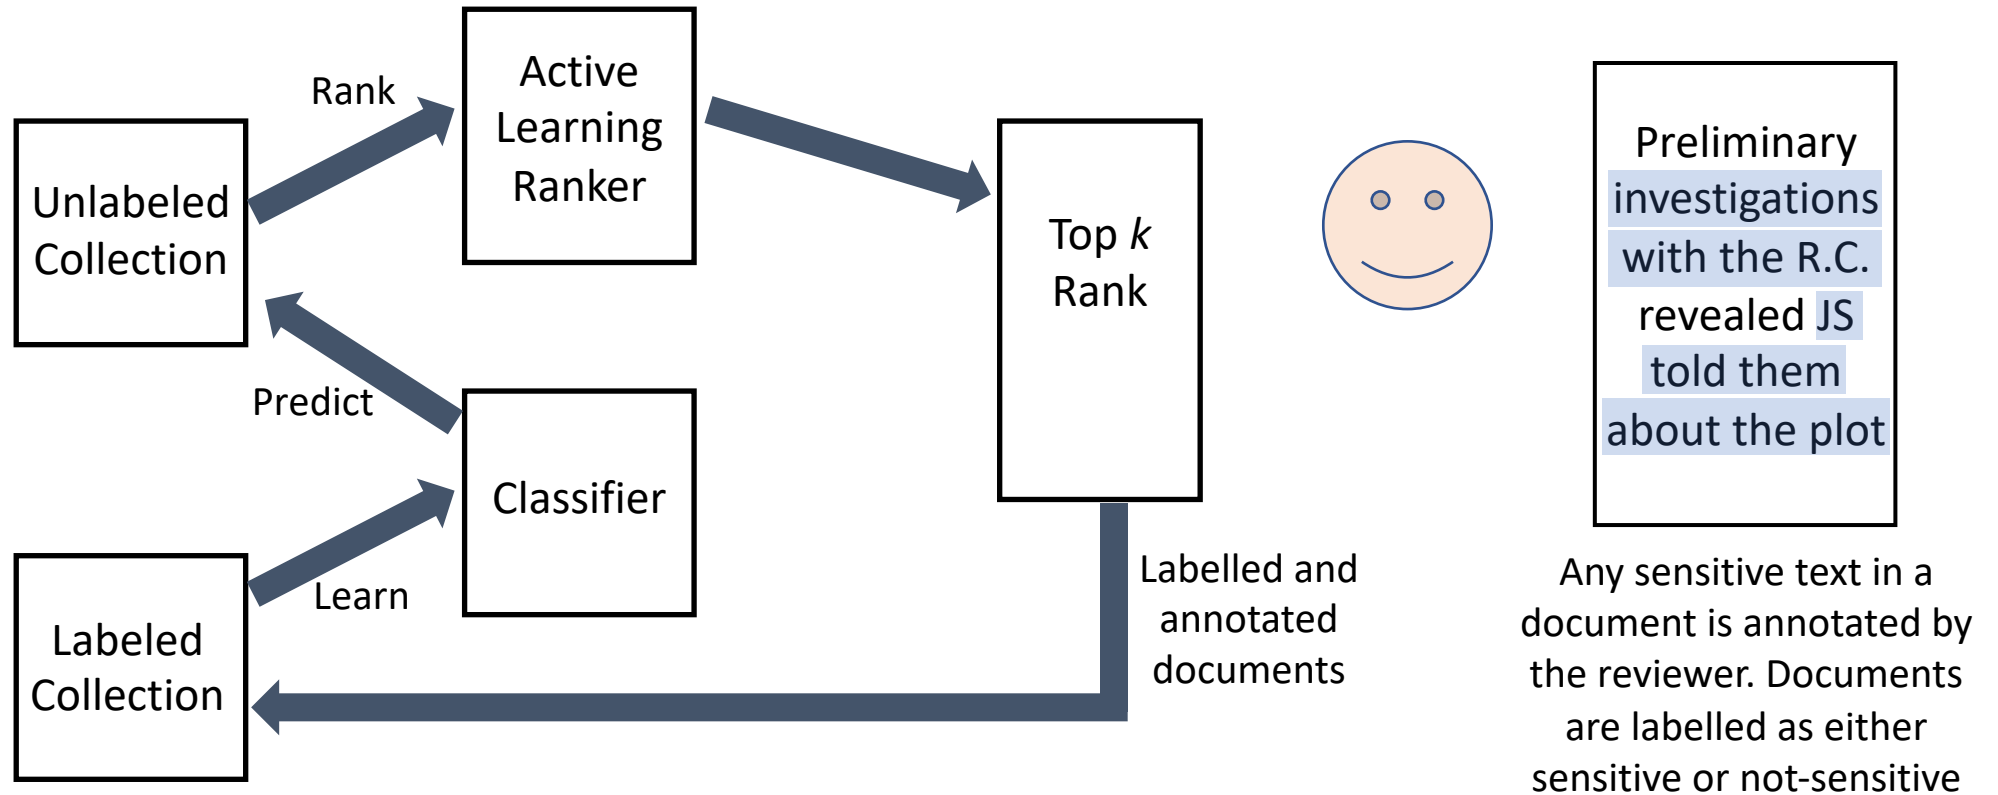 Rank
Active
Learning
Ranker
Unlabeled
Collection
Predict
Classifier
Learn
Labeled
Collection
Top k
Rank
Labelled and
annotated
documents
Preliminary
investigations
with the R.C.
revealed JS
told them
about the plot
Any sensitive text in a
document is annotated by
the reviewer. Documents
are labelled as either
sensitive or not-sensitive